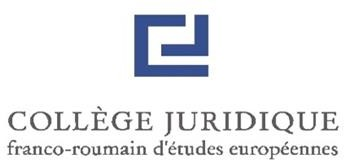 COLLÈGE JURIDIQUE
franco-roumain d'études européennes